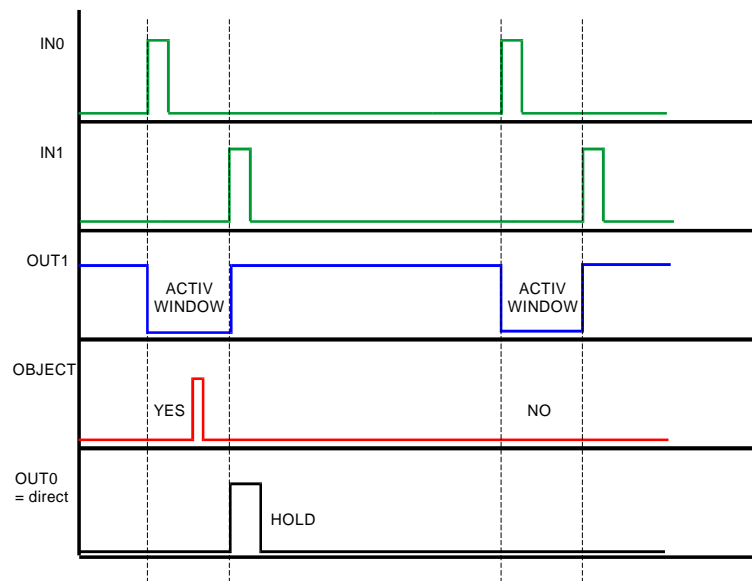 IN0
IN1
OUT1
ACTIV
WINDOW
ACTIV
WINDOW
OBJECT
YES
NO
OUT0
= direct
HOLD